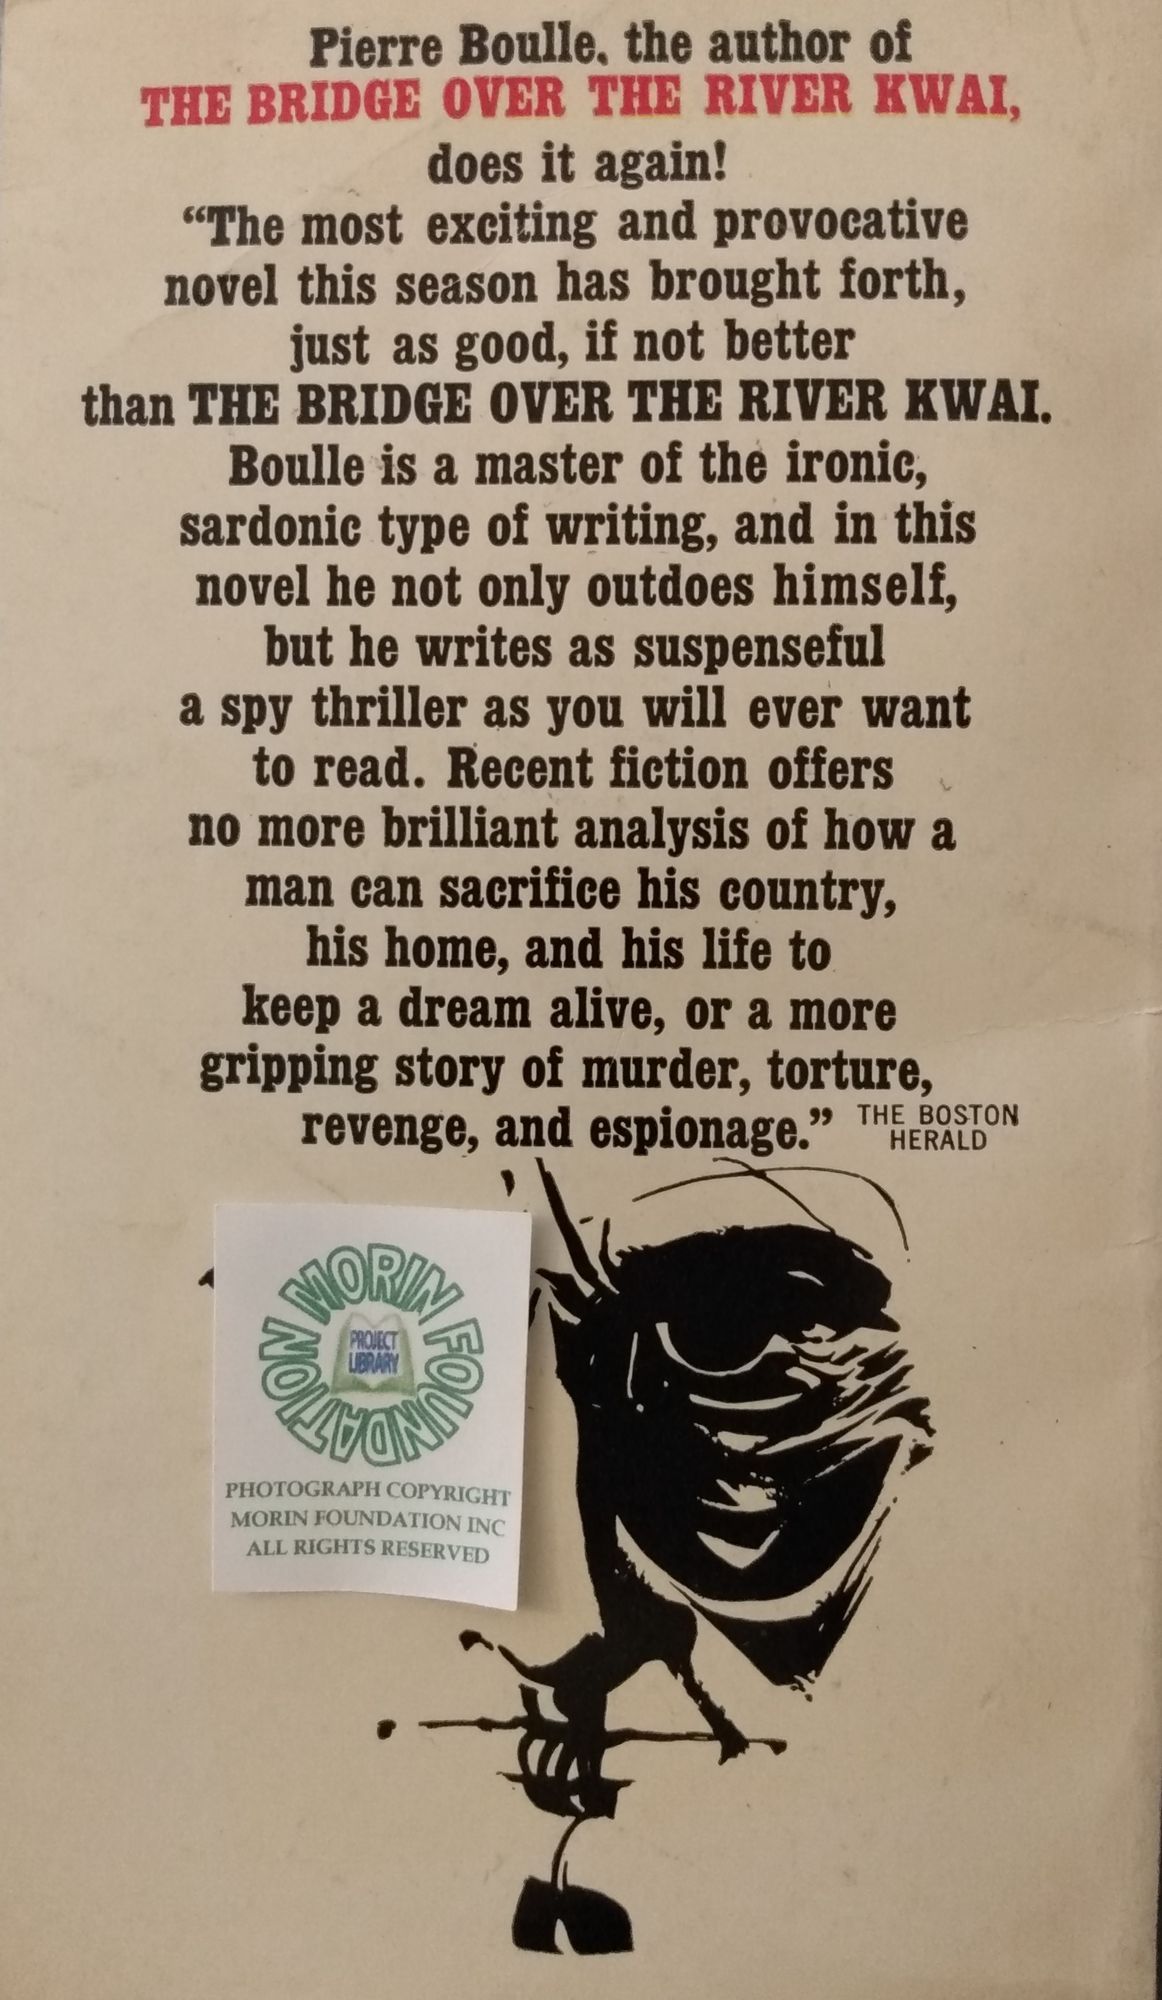 Pierre Boulle, the author of
THE BRIDGE OVER THE RIVER KWAI,
does it again!
“The most exciting and provocative
novel this season has brought forth,
just as good, if not better
than THE BRIDGE OVER THE RIVER KWAI.
Boulle is a master of the ironic,
sardonic type of writing, and in this
novel he not only outdoes himself,
but he writes as suspenseful
a spy thriller as you will ever want
to read. Recent fiction offers
no more brilliant analysis of how a
man can sacrifice his country,
his home, and his life to
keep a dream alive, or a more
gripping story of murder, torture,
revenge, and espionage.” THE BOSTON
HERALD
MORIN FOUNDATION
PROJECT
LIBRARY
PHOTOGRAPH COPYRIGHT
MORIN FOUNDATION INC
ALL RIGHTS RESERVED